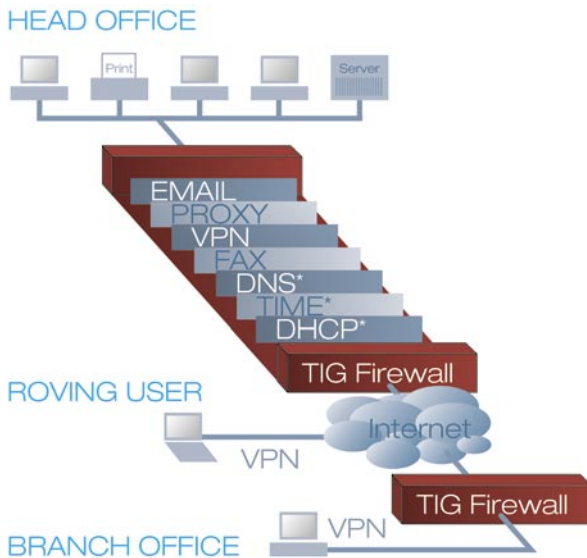 HEAD OFFICE
Print
Server
EMAIL
PROXY
VPN
FAX
DNS*
TIME*
DHCP*
TIG Firewall
ROVING USER
Internet
VPN
TIG Firewall
VPN
BRANCH OFFICE